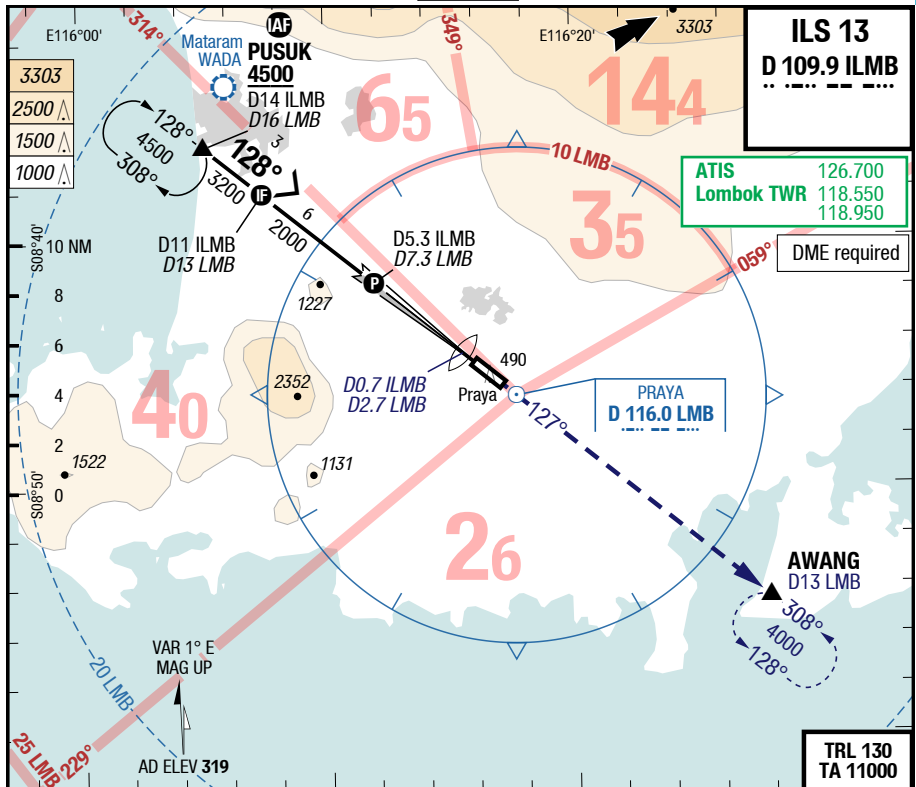 E116°00'
314°
IAF
Mataram
WADA
PUSUK
4500
D14 ILMB
D16 LMB
349°
E116°20'
3303
ILS 13
D 109.9 ILMB
3303
2500
1500
1000
65
144
128°
4500
308°
3
128°
3200
IF
6
2000
10 LMB
ATIS 126.700
Lombok TWR 118.550
118.950
DME required
35
059°
S08°40'
10 NM
8
6
4
2
0
S08°50'
D11 ILMB
D13 LMB
D5.3 ILMB
D7.3 LMB
P
1227
490
Praya
D0.7 ILMB
D2.7 LMB
2352
40
PRAYA
D 116.0 LMB
127°
1522
1131
26
AWANG
D13 LMB
308°
4000
128°
VAR 1° E
MAG UP
20 LMB
25 LMB
229°
AD ELEV 319
TRL 130
TA 11000